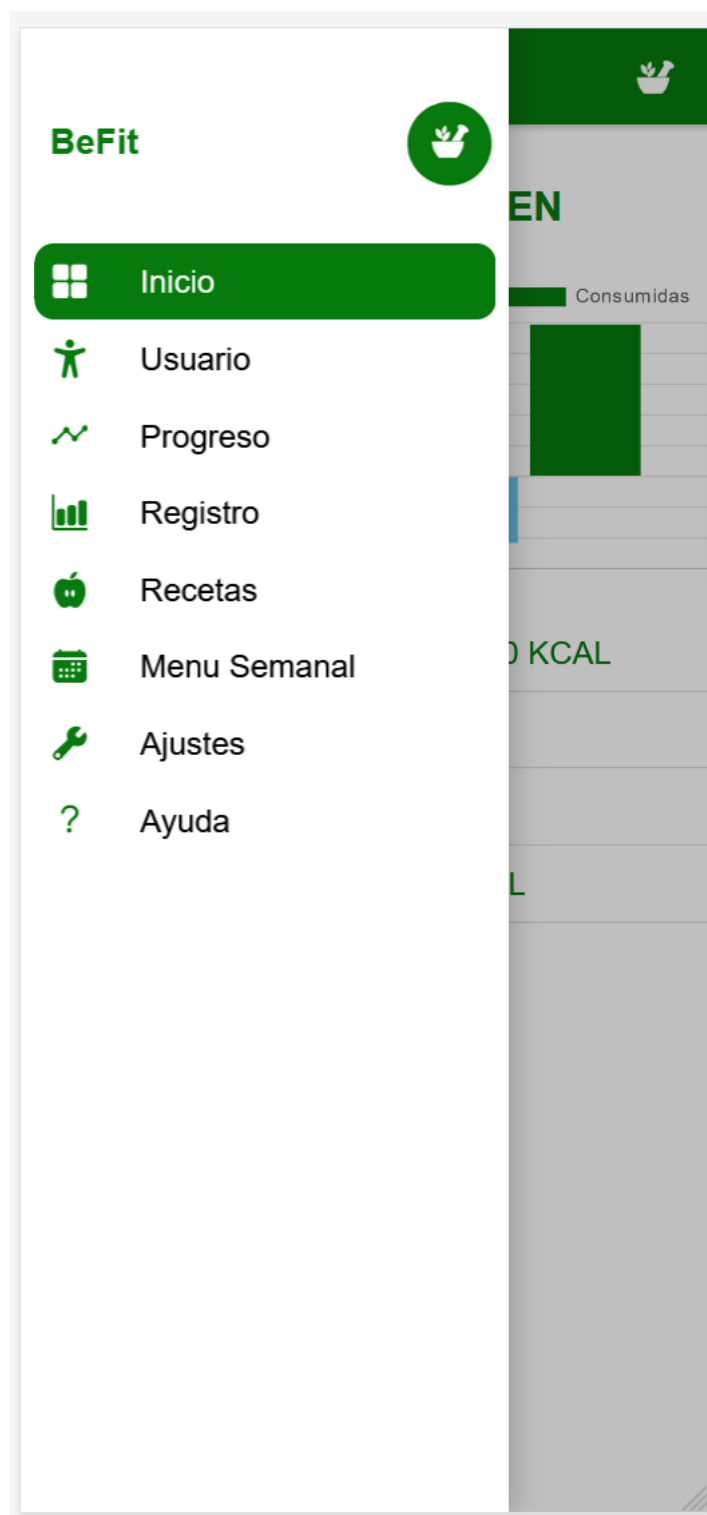 BeFit
EN
Consumidas
Inicio
Usuario
Progreso
Registro
Recetas
Menu Semanal
KCAL
Ajustes
?
Ayuda
L